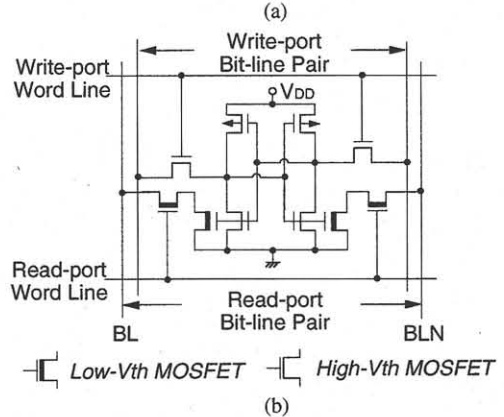 (a)
Write-port
Bit-line Pair
Write-port
Word Line
VDD
Read-port
Word Line
Read-port
Bit-line Pair
BL
BLN
Low-Vth MOSFET
High-Vth MOSFET
(b)